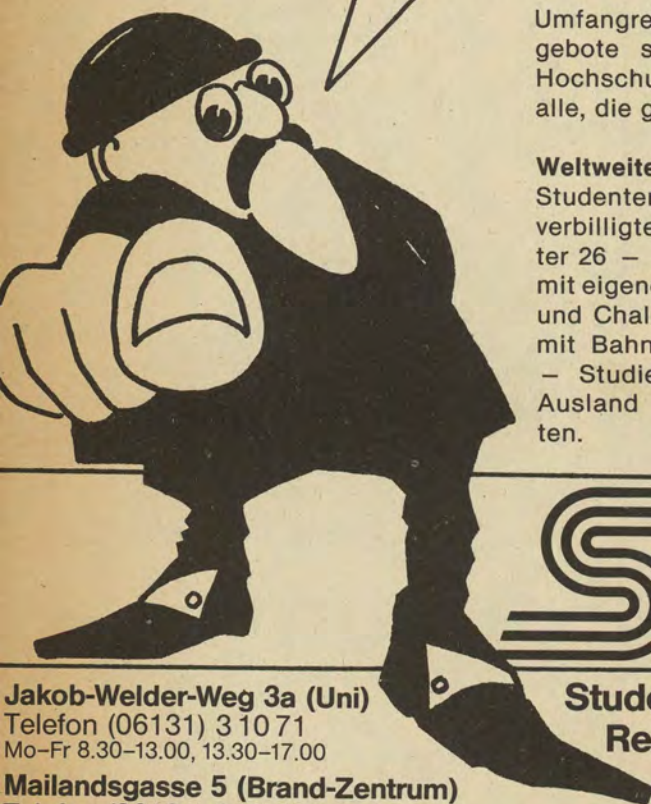 Umfangre
gebote s
Hochschu
alle, die g
Weltweite
Studenten
verbilligte
ter 26 –
mit eigen
und Chal
mit Bahn
– Studie
Ausland
ten.
S
Stude
Re
Jakob-Welder-Weg 3a (Uni)
Telefon (06131) 3 10 71
Mo–Fr 8.30–13.00, 13.30–17.00
Mailandsgasse 5 (Brand-Zentrum)